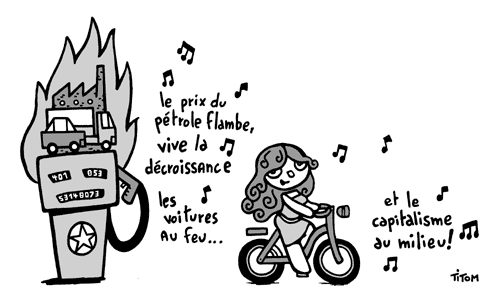 le prix du
pétrole flambe,
vive la
décroissance
les
voitures
au feu...
et le
capitalisme
au milieu!
401 053
53148073
TiTOM